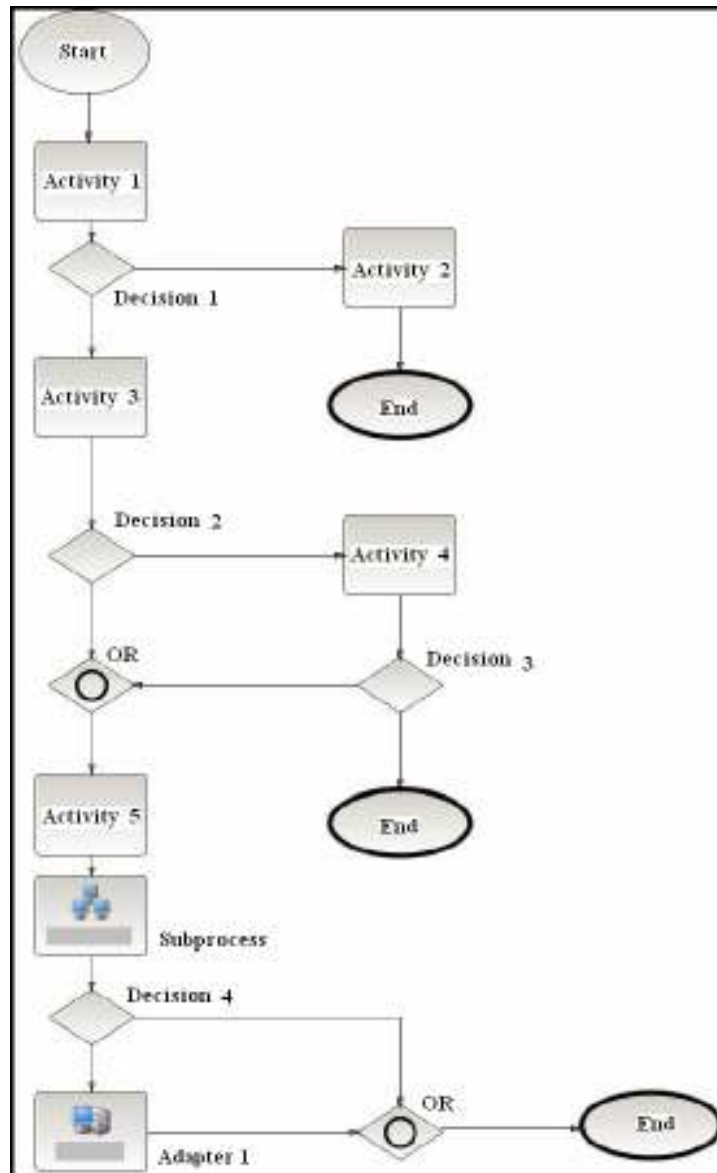 Start
Activity 1
Decision 1
Activity 2
End
Activity 3
Decision 2
Activity 4
OR
Decision 3
Activity 5
End
Subprocess
Decision 4
Adapter 1
OR
End